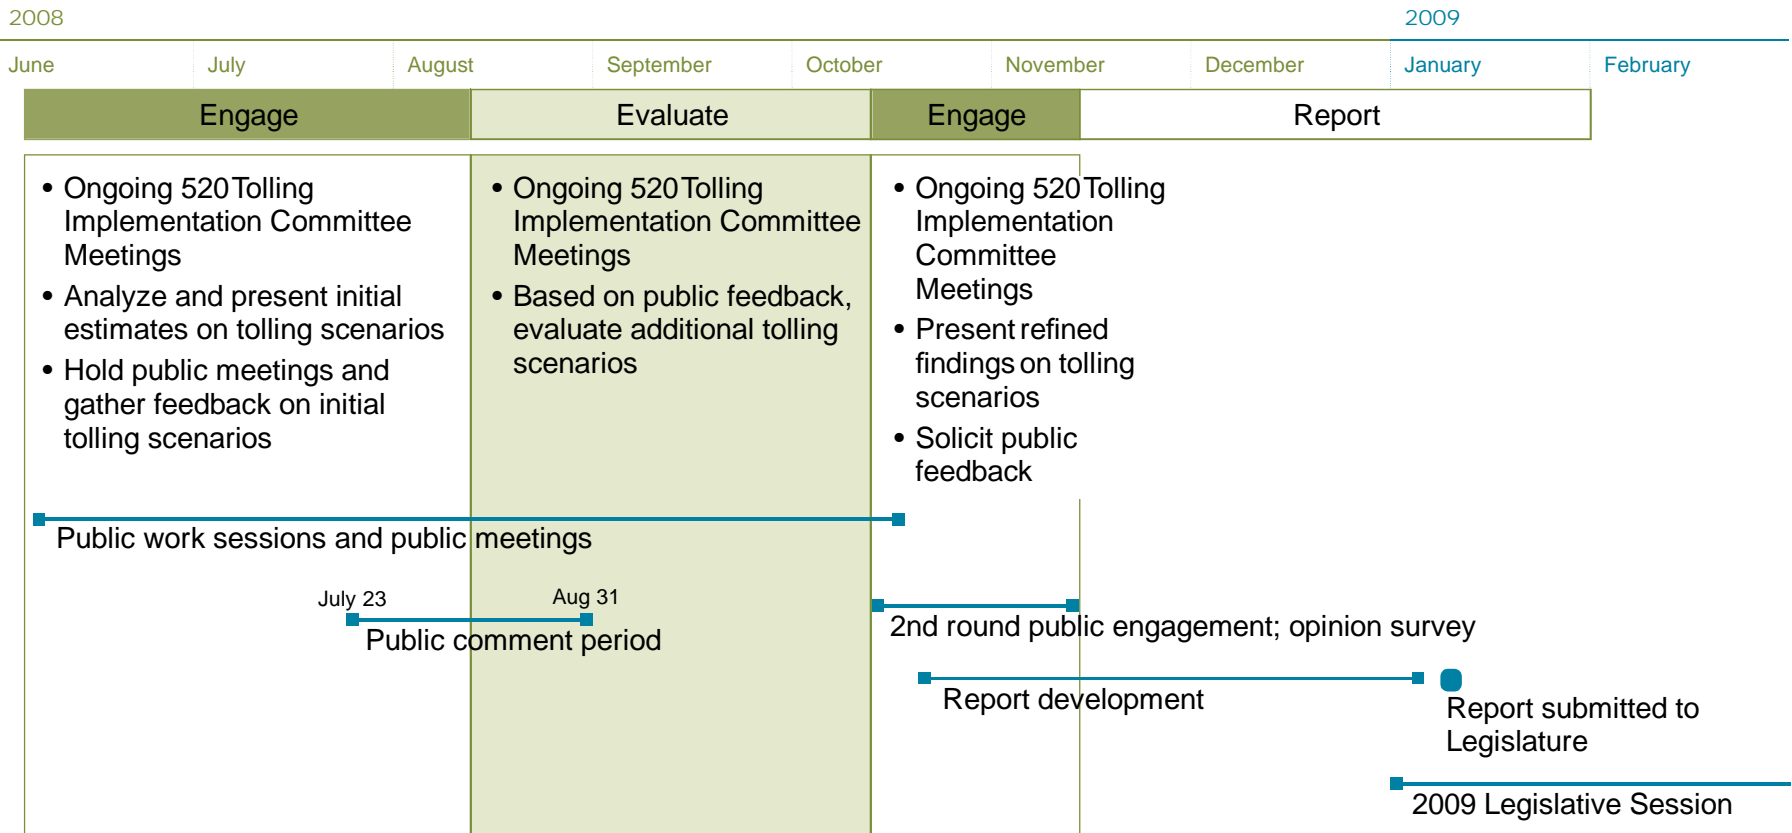 2008
2009
June
July
August
September
October
November
December
January
February
Engage
Evaluate
Engage
Report
• Ongoing 520 Tolling
Implementation Committee
Meetings
• Analyze and present initial
estimates on tolling scenarios
• Hold public meetings and
gather feedback on initial
tolling scenarios
• Ongoing 520 Tolling
Implementation Committee
Meetings
• Based on public feedback,
evaluate additional tolling
scenarios
• Ongoing 520 Tolling
Implementation
Committee
Meetings
• Present refined
findings on tolling
scenarios
• Solicit public
feedback
Public work sessions and public meetings
July 23
Aug 31
Public comment period
2nd round public engagement; opinion survey
Report development
Report submitted to
Legislature
2009 Legislative Session